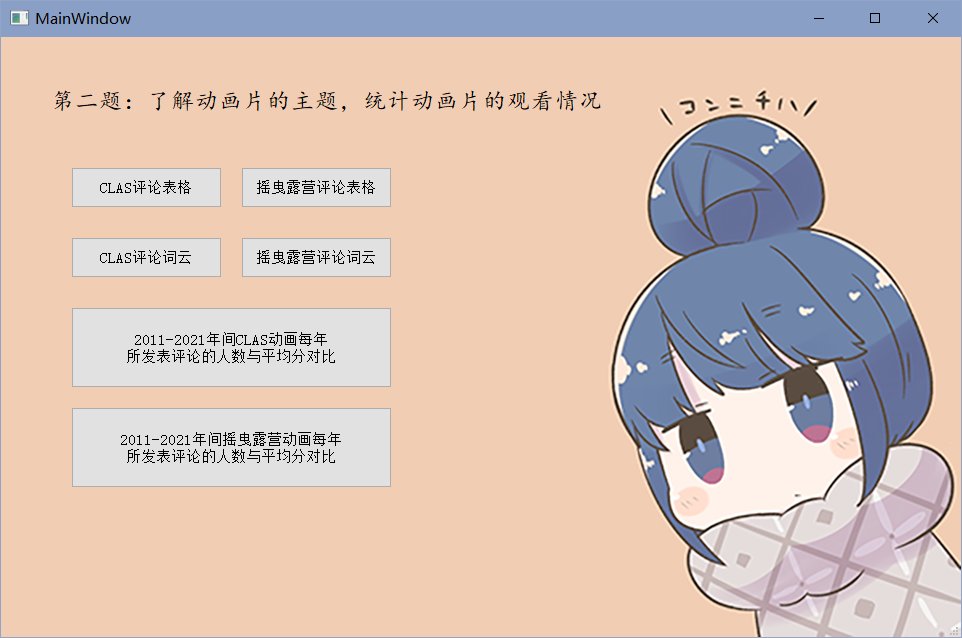 MainWindow
第二题：了解动画片的主题，统计动画片的观看情况
コンニチハ
CLAS评论表格
摇曳露营评论表格
CLAS评论词云
摇曳露营评论词云
2011-2021年间CLAS动画每年
所发表评论的人数与平均分对比
2011-2021年间摇曳露营动画每年
所发表评论的人数与平均分对比